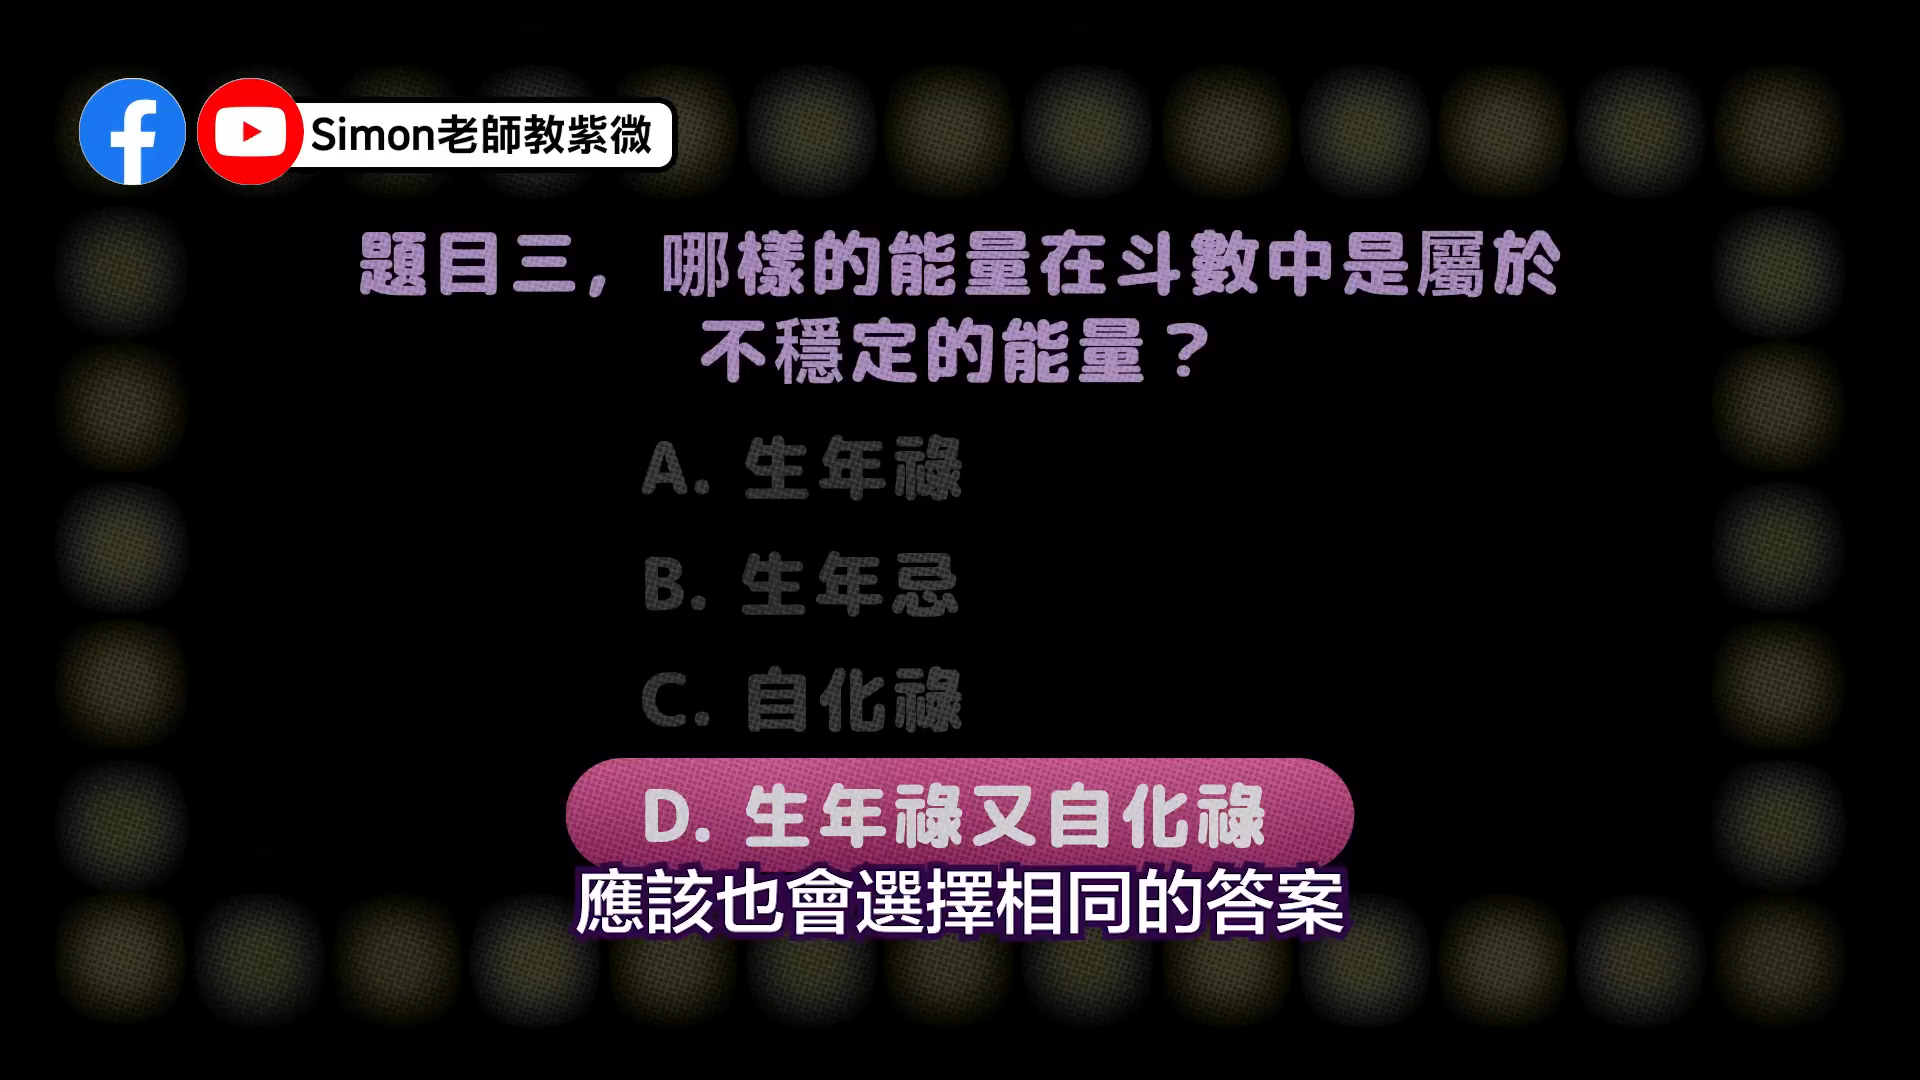 Simon老師教紫微
題目三，哪樣的能量在斗數中是屬於
不穩定的能量？
A. 生年祿
B. 生年忌
C. 自化祿
D. 生年祿又自化祿
應該也會選擇相同的答案